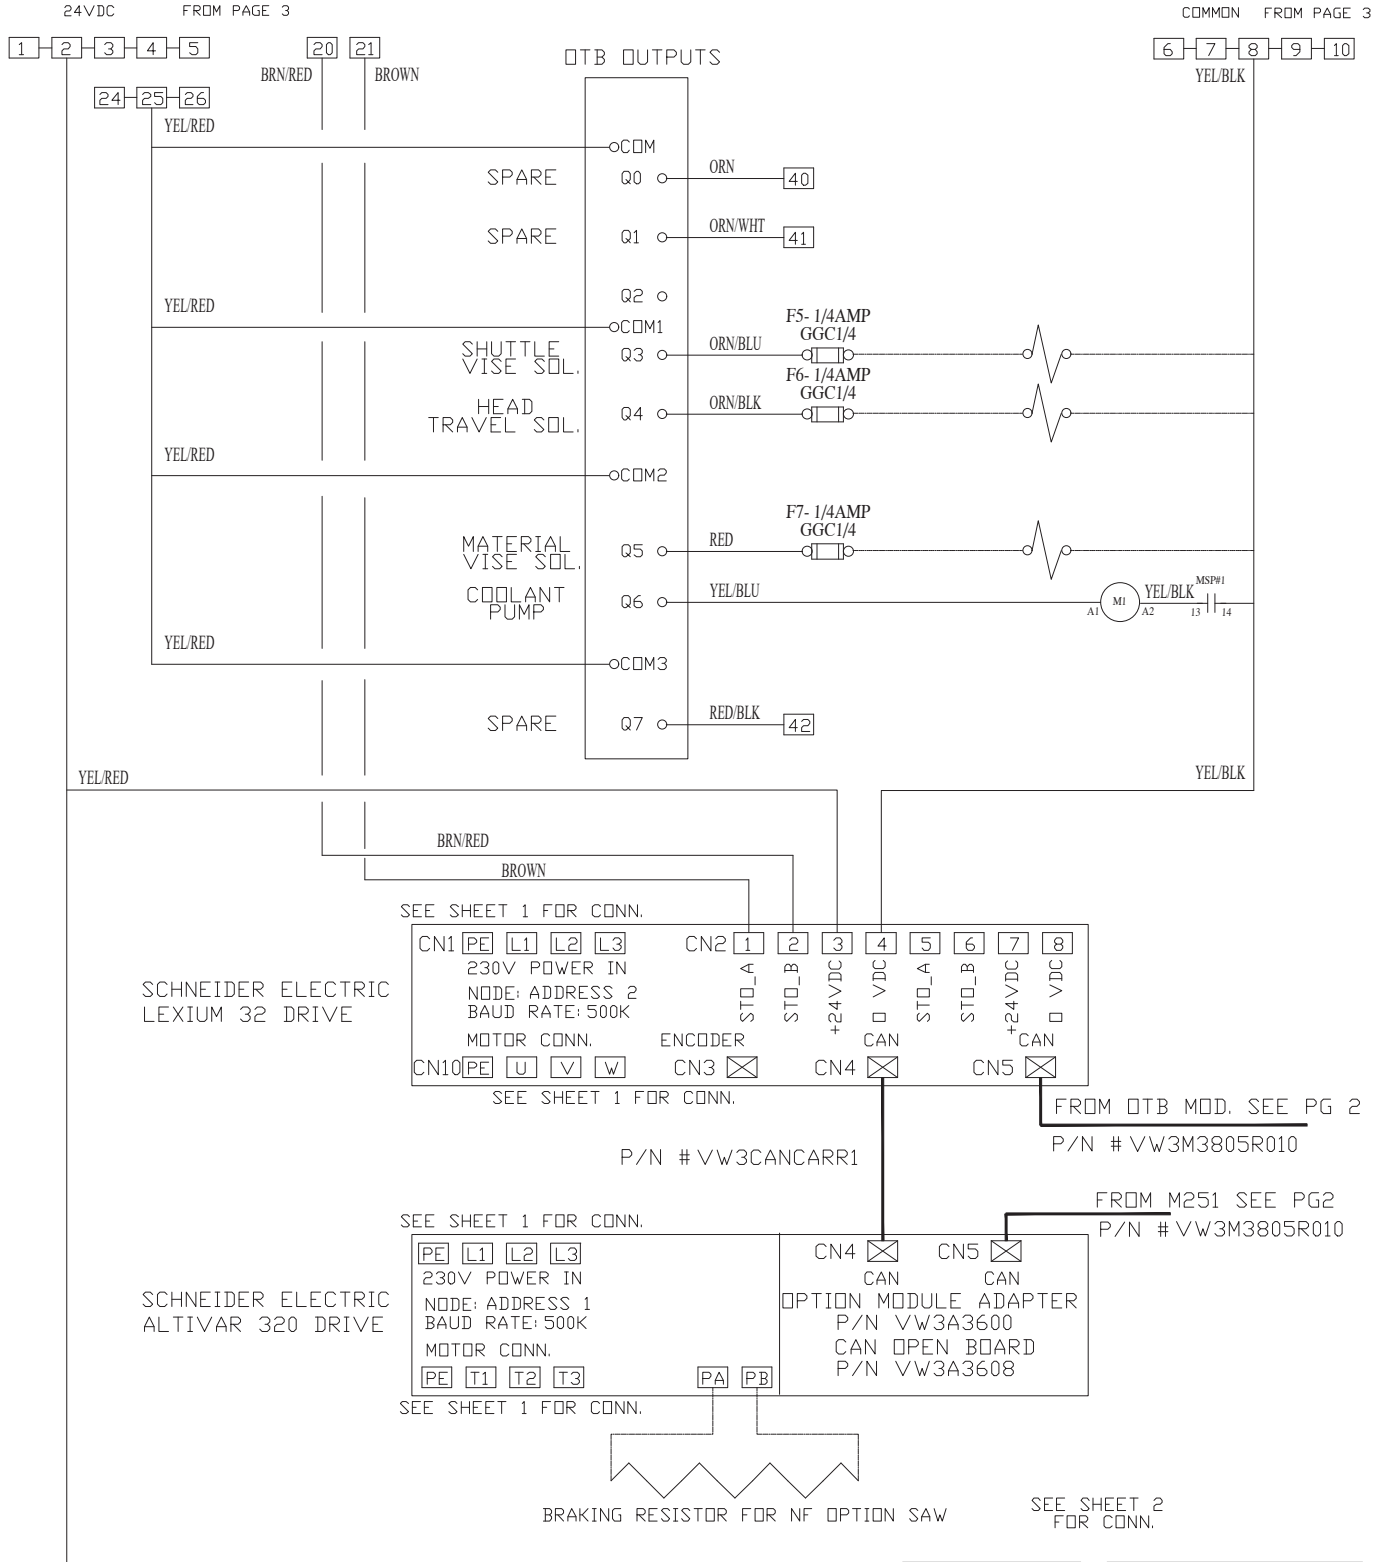 24VDC FROM PAGE 3
COMMON FROM PAGE 3
1 2 3 4 5
20 21
6 7 8 9 10
BRN/RED BROWN
YEL/BLK
OTB OUTPUTS
24 25 26
YEL/RED
COM
SPARE Q0 ORN 40
SPARE Q1 ORN/WHT 41
Q2
YEL/RED
COM1
F5- 1/4AMP
GGC1/4
SHUTTLE
VISE SOL.
Q3 ORN/BLU
F6- 1/4AMP
GGC1/4
HEAD
TRAVEL SOL.
Q4 ORN/BLK
YEL/RED
COM2
F7- 1/4AMP
GGC1/4
MATERIAL
VISE SOL.
Q5 RED
COOLANT
PUMP
Q6 YEL/BLU
A1 M1 A2 YEL/BLK MSP#1
13 14
YEL/RED
COM3
SPARE Q7 RED/BLK 42
YEL/RED
YEL/BLK
BRN/RED
BROWN
SEE SHEET 1 FOR CONN.
CN1 PE L1 L2 L3
CN2 1 2 3 4 5 6 7 8
STO_A
STO_B
+24VDC
0 VDC
STO_A
STO_B
+24VDC
0 VDC
230V POWER IN
SCHNEIDER ELECTRIC
LEXIUM 32 DRIVE
NODE: ADDRESS 2
BAUD RATE: 500K
MOTOR CONN. ENCODER CAN CAN
CN10 PE U V W CN3 CN4 CN5
SEE SHEET 1 FOR CONN.
FROM OTB MOD. SEE PG 2
P/N #VW3M3805R010
P/N #VW3CANCARR1
FROM M251 SEE PG2
P/N #VW3M3805R010
SEE SHEET 1 FOR CONN.
PE L1 L2 L3
CN4 CN5
230V POWER IN
CAN CAN
SCHNEIDER ELECTRIC
ALTIVAR 320 DRIVE
NODE: ADDRESS 1
BAUD RATE: 500K
OPTION MODULE ADAPTER
P/N VW3A3600
CAN OPEN BOARD
P/N VW3A3608
MOTOR CONN.
PE T1 T2 T3 PA PB
SEE SHEET 1 FOR CONN.
BRAKING RESISTOR FOR NF OPTION SAW
SEE SHEET 2
FOR CONN.